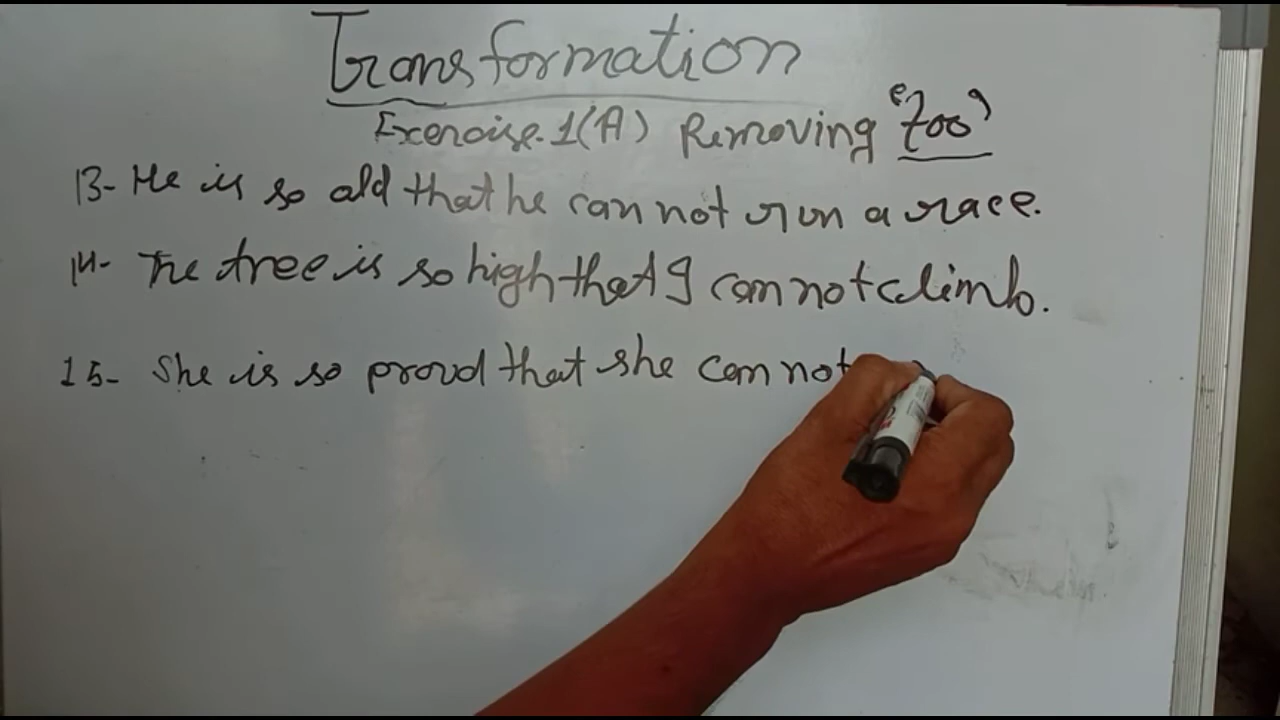 Transformation
Exercise.1(A) Removing 'too'
13- He is so old that he can not run a race.
14- The tree is so high that I can not climb.
15- She is so proud that she can not